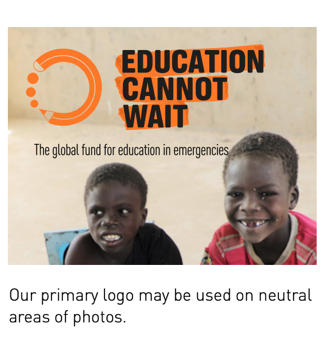 EDUCATION
CANNOT
WAIT
The global fund for education in emergencies
Our primary logo may be used on neutral
areas of photos.